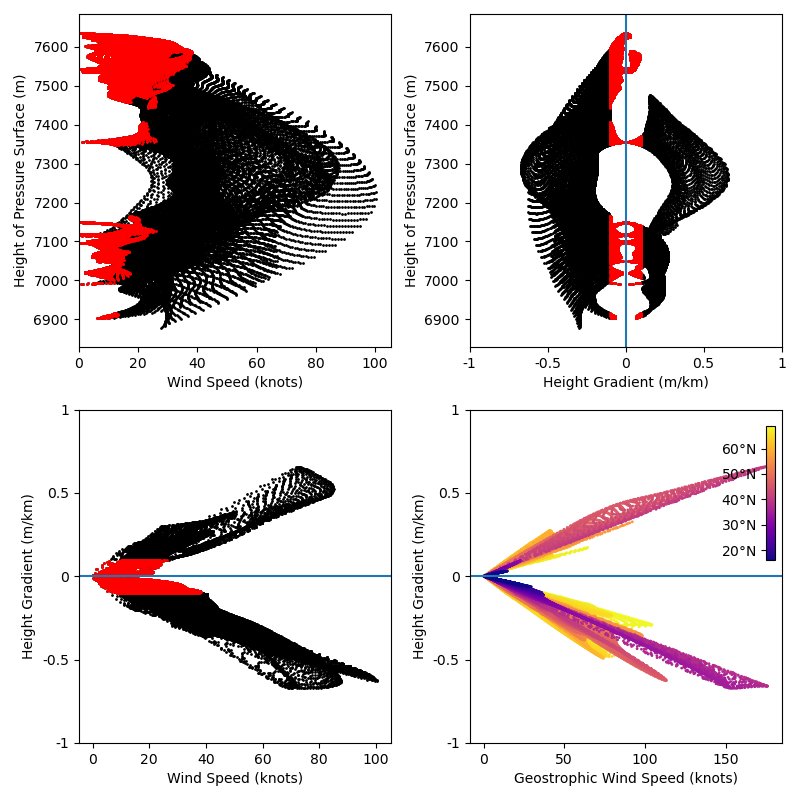 7600
7500
7400
7300
7200
7100
7000
6900
Height of Pressure Surface (m)
0 20 40 60 80 100
Wind Speed (knots)
7600
7500
7400
7300
7200
7100
7000
6900
Height of Pressure Surface (m)
-1 -0.5 0 0.5 1
Height Gradient (m/km)
1
0.5
0
-0.5
-1
Height Gradient (m/km)
0 20 40 60 80 100
Wind Speed (knots)
1
0.5
0
-0.5
-1
Height Gradient (m/km)
60°N
50°N
40°N
30°N
20°N
0 50 100 150
Geostrophic Wind Speed (knots)